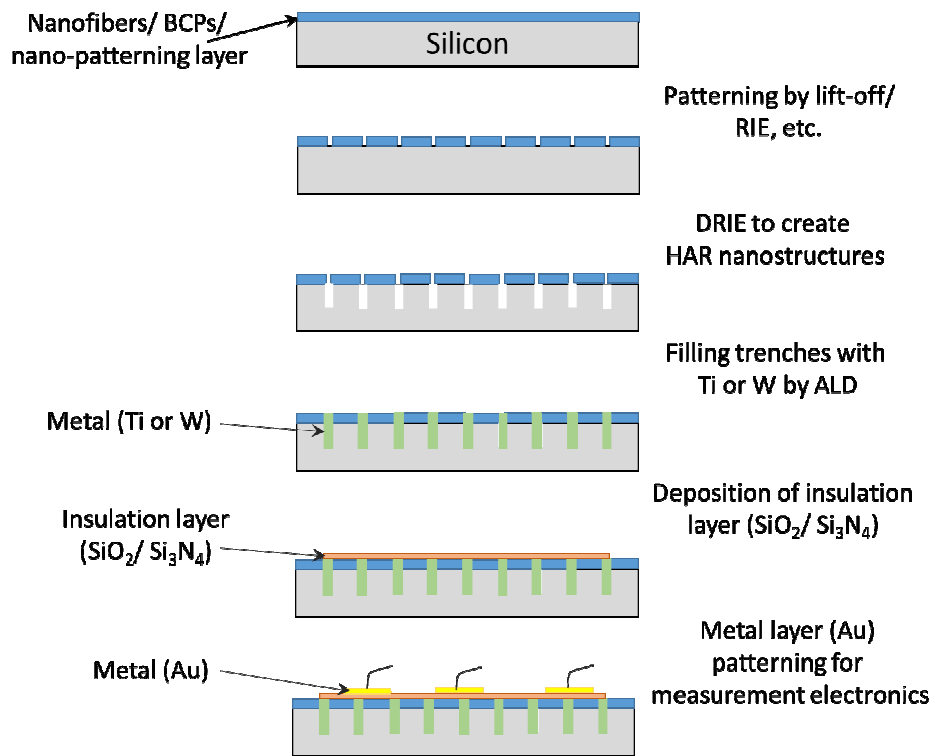 Nanofibers/ BCPs/
nano-patterning layer
Silicon
Patterning by lift-off/
RIE, etc.
DRIE to create
HAR nanostructures
Filling trenches with
Ti or W by ALD
Metal (Ti or W)
Deposition of insulation
layer (SiO₂/ Si₃N₄)
Insulation layer
(SiO₂/ Si₃N₄)
Metal layer (Au)
patterning for
measurement electronics
Metal (Au)